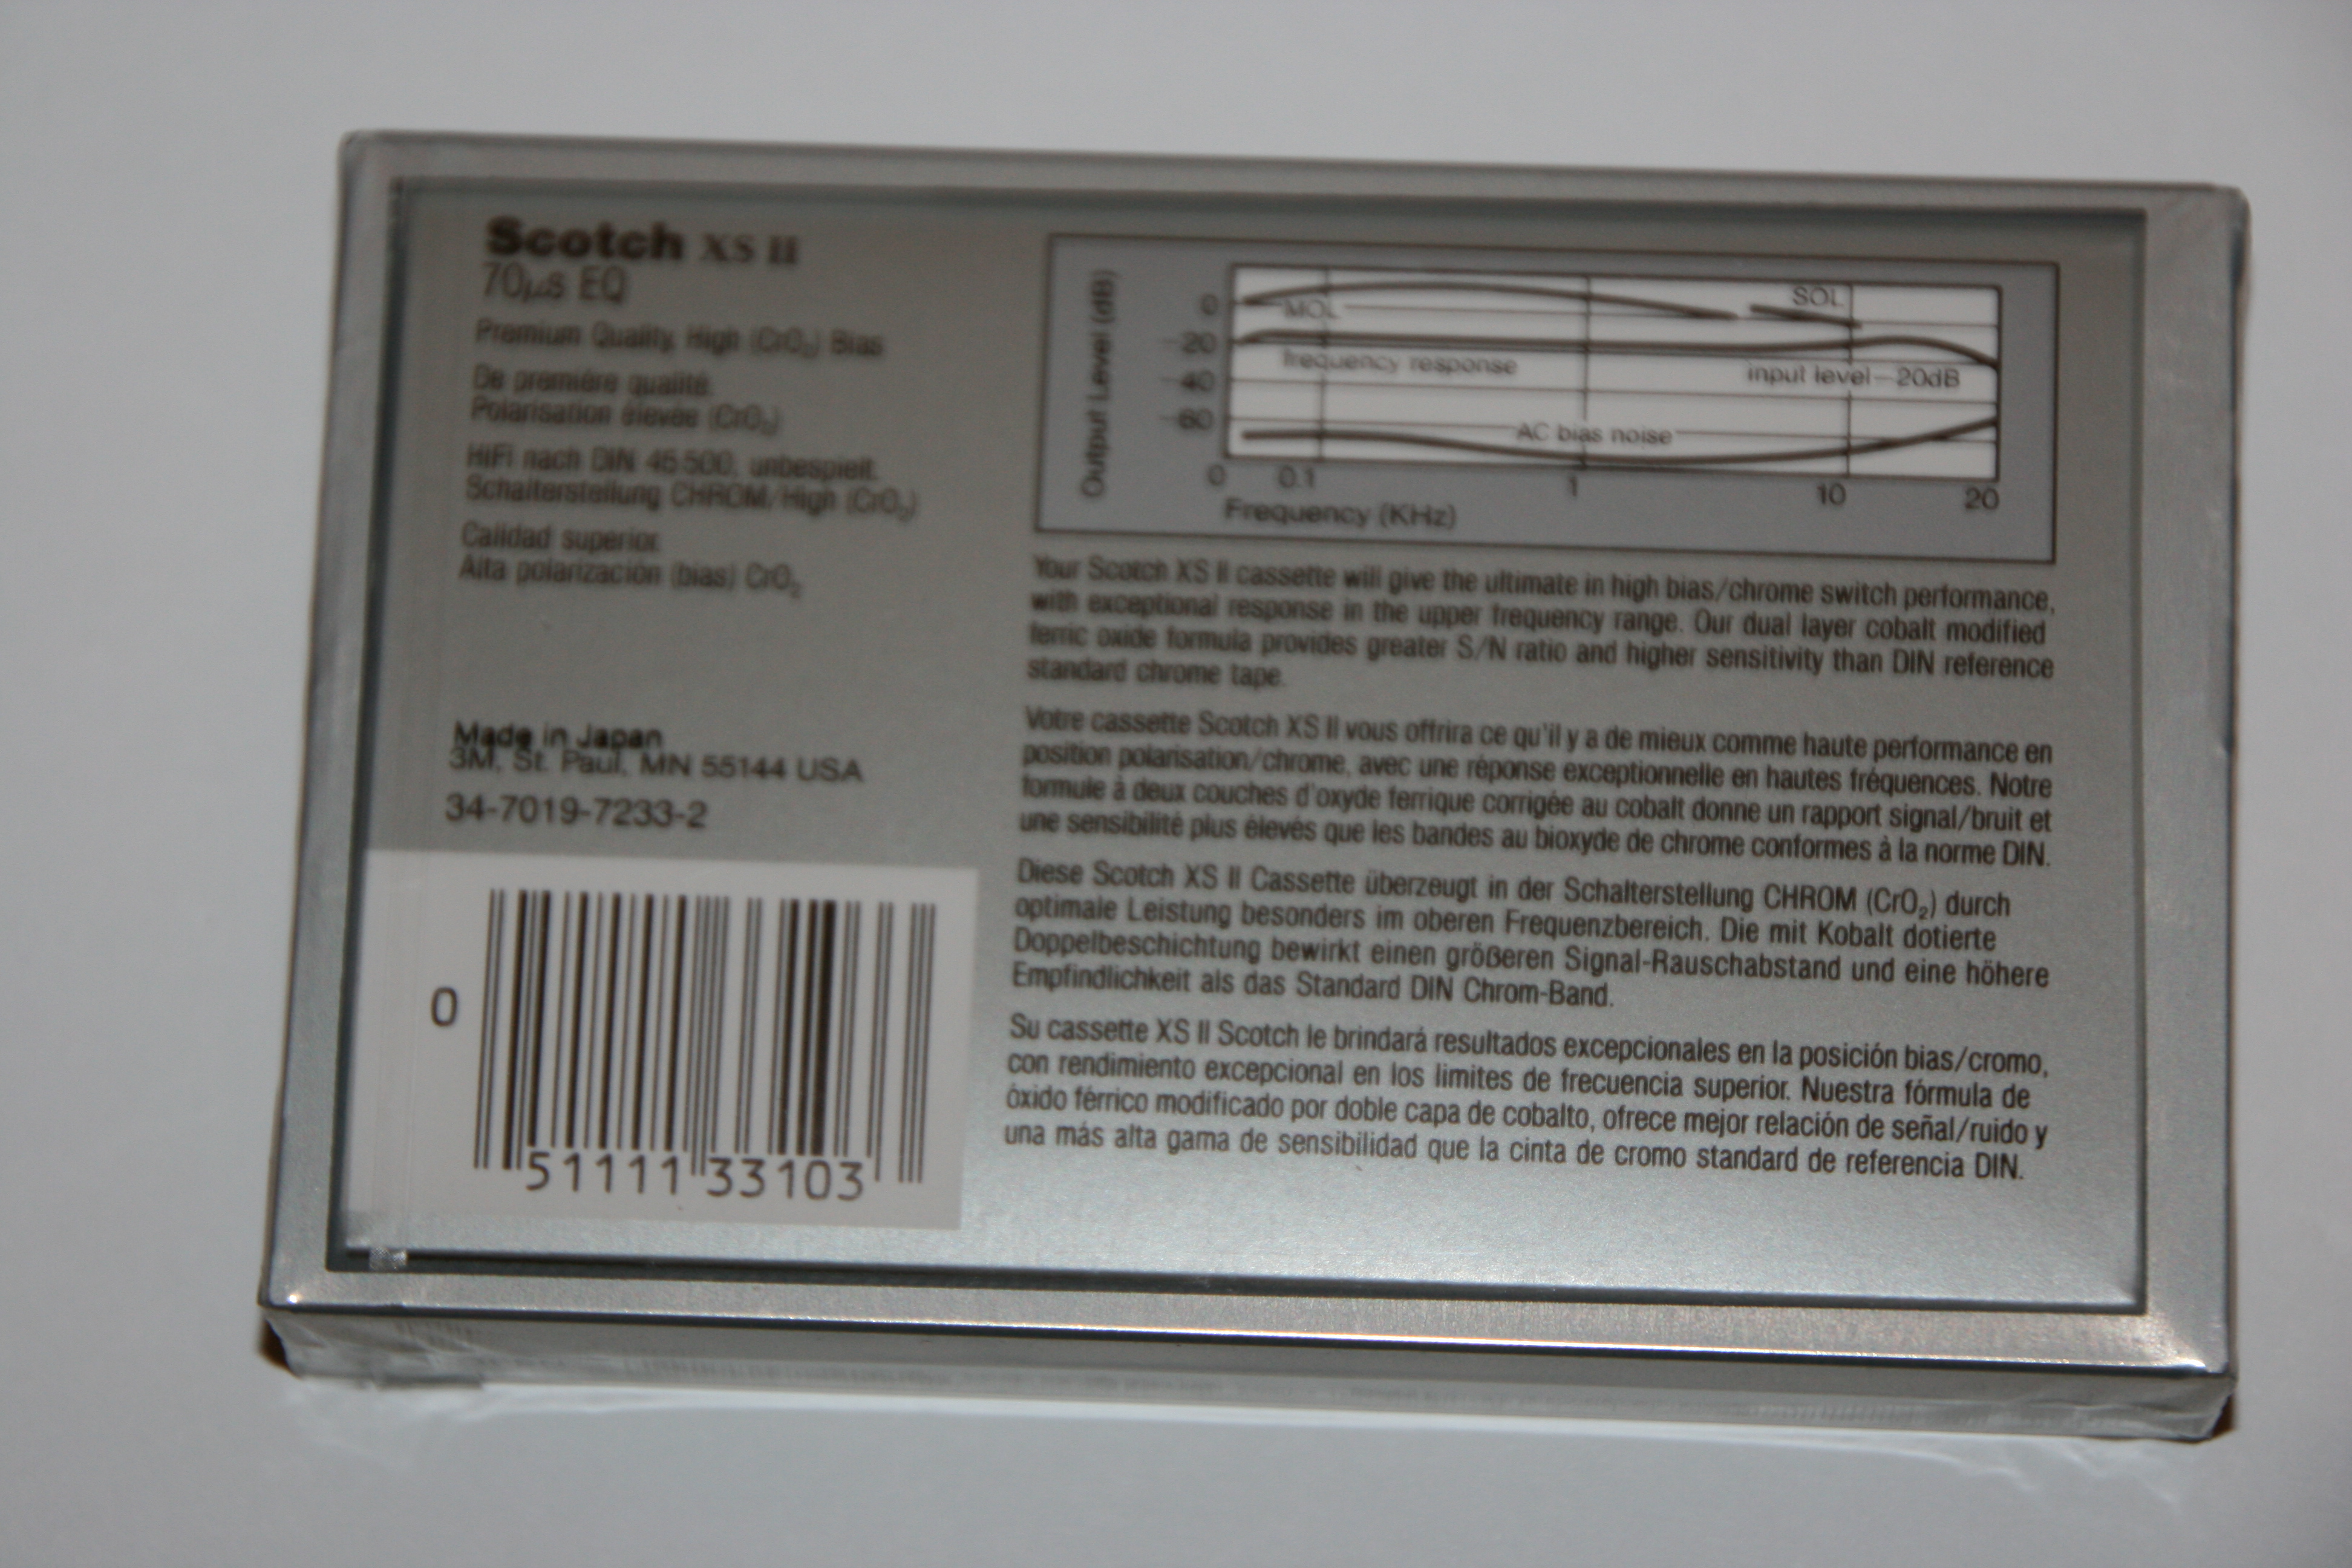 Scotch XS II
70µs EQ
Premium Quality, High (CrO₂) Bias
De première qualité.
Polarisation élevée (CrO₂)
HiFi nach DIN 45 500, unbespielt.
Schalterstellung CHROM/High (CrO₂)
Calidad superior.
Alta polarización (bias) CrO₂
Made in Japan
3M, St. Paul, MN 55144 USA
34-7019-7233-2
0 51111 33103
Output Level (dB)
0
-20
-40
-60
MOL
SOL
frequency response
input level-20dB
AC bias noise
0 0.1 1 10 20
Frequency (KHz)
Your Scotch XS II cassette will give the ultimate in high bias/chrome switch performance,
with exceptional response in the upper frequency range. Our dual layer cobalt modified
ferric oxide formula provides greater S/N ratio and higher sensitivity than DIN reference
standard chrome tape.
Votre cassette Scotch XS II vous offrira ce qu'il y a de mieux comme haute performance en
position polarisation/chrome, avec une réponse exceptionnelle en hautes fréquences. Notre
formule à deux couches d'oxyde ferrique corrigée au cobalt donne un rapport signal/bruit et
une sensibilité plus élevés que les bandes au bioxyde de chrome conformes à la norme DIN.
Diese Scotch XS II Cassette überzeugt in der Schalterstellung CHROM (CrO₂) durch
optimale Leistung besonders im oberen Frequenzbereich. Die mit Kobalt dotierte
Doppelbeschichtung bewirkt einen größeren Signal-Rauschabstand und eine höhere
Empfindlichkeit als das Standard DIN Chrom-Band.
Su cassette XS II Scotch le brindará resultados excepcionales en la posición bias/cromo,
con rendimiento excepcional en los limites de frecuencia superior. Nuestra fórmula de
óxido férrico modificado por doble capa de cobalto, ofrece mejor relación de señal/ruido y
una más alta gama de sensibilidad que la cinta de cromo standard de referencia DIN.